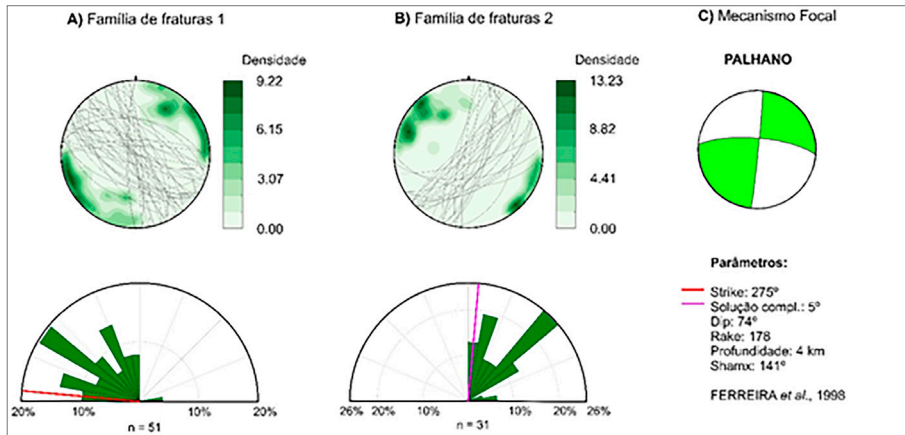 A) Família de fraturas 1
B) Família de fraturas 2
C) Mecanismo Focal
Densidade
9.22
6.15
3.07
0.00
Densidade
13.23
8.82
4.41
0.00
PALHANO
20%
10%
10%
20%
n = 51
26%
20%
10%
10%
20%
26%
n = 31
Parâmetros:
Strike: 275º
Solução compl.: 5º
Dip: 74º
Rake: 178
Profundidade: 4 km
Shamx: 141º
FERREIRA et al., 1998